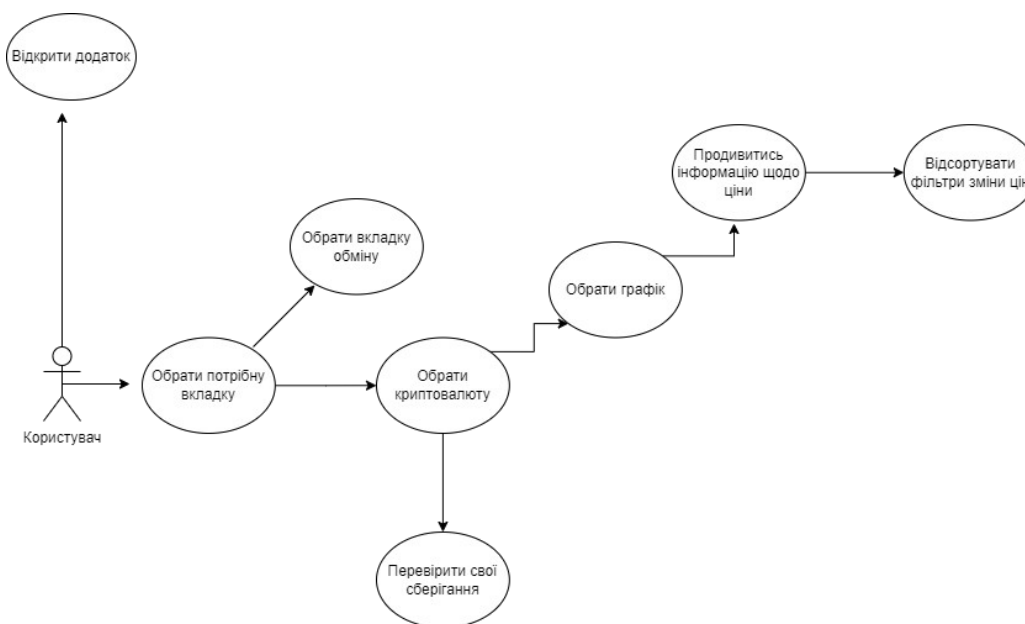 Відкрити додаток
Продивитись
інформацію щодо
ціни
Відсортувати
фільтри зміни цін
Обрати вкладку
обміну
Обрати графік
Обрати потрібну
вкладку
Обрати
криптовалюту
Користувач
Перевірити свої
сберігання